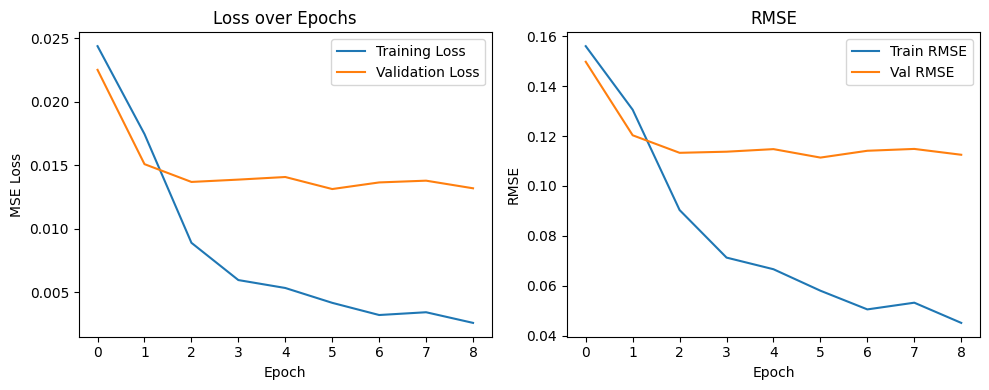 Loss over Epochs
Training Loss
Validation Loss
0.025
0.020
0.015
0.010
0.005
MSE Loss
0 1 2 3 4 5 6 7 8
Epoch
RMSE
Train RMSE
Val RMSE
0.16
0.14
0.12
0.10
0.08
0.06
0.04
RMSE
0 1 2 3 4 5 6 7 8
Epoch